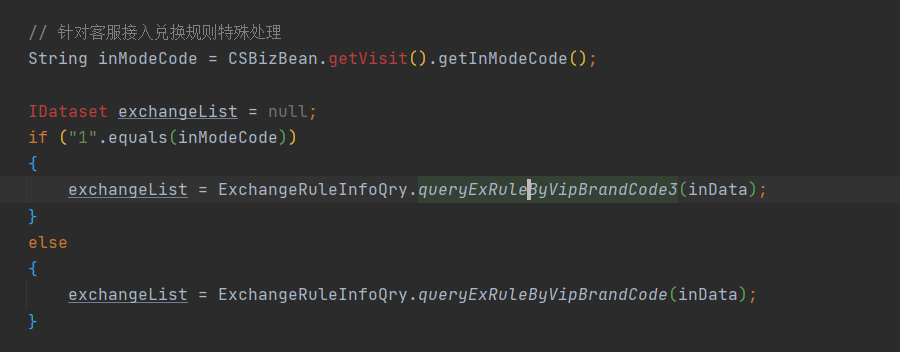 // 针对客服接入兑换规则特殊处理
String inModeCode = CSBizBean.getVisit().getInModeCode();
IDataset exchangeList = null;
if ("1".equals(inModeCode))
{
exchangeList = ExchangeRuleInfoQry.queryExRuleByVipBrandCode3(inData);
}
else
{
exchangeList = ExchangeRuleInfoQry.queryExRuleByVipBrandCode(inData);
}